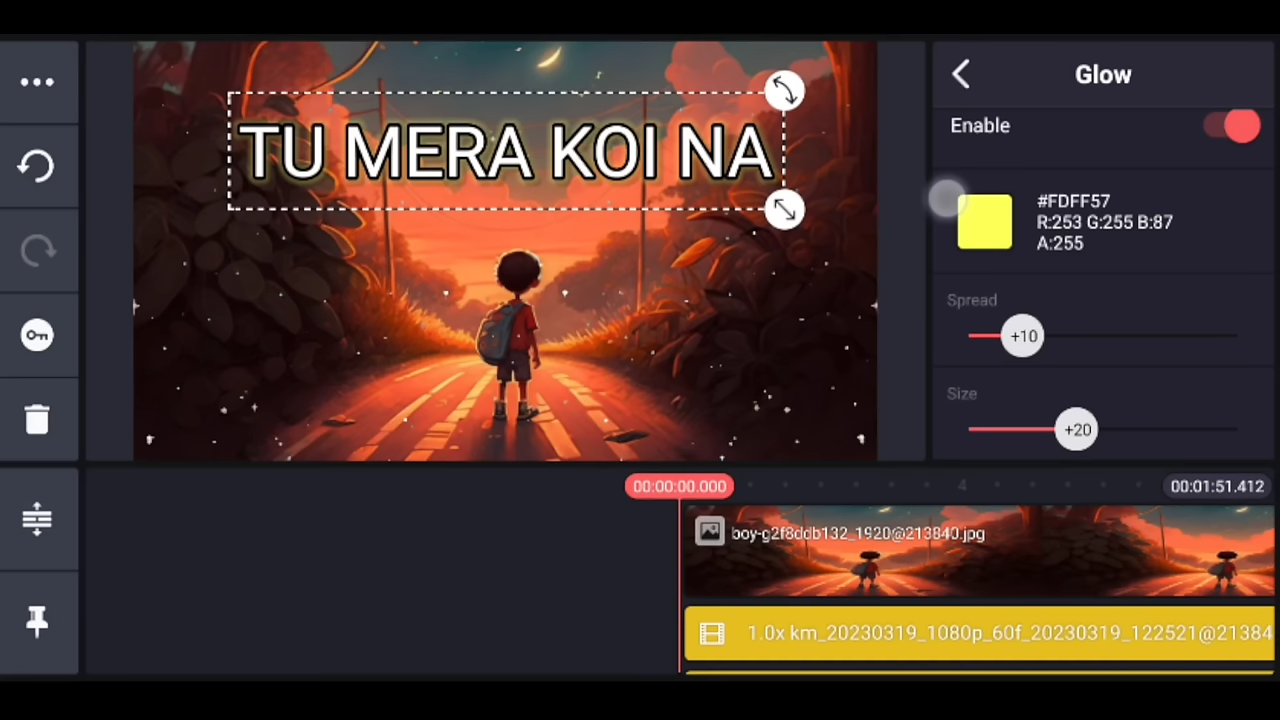 TU MERA KOI NA
Glow
Enable
#FDFF57
R:253 G:255 B:87
A:255
Spread
+10
Size
+20
00:00:00.000
4
00:01:51.412
boy-g2f8ddb132_1920@213840.jpg
1.0x km_20230319_1080p_60f_20230319_122521@21384